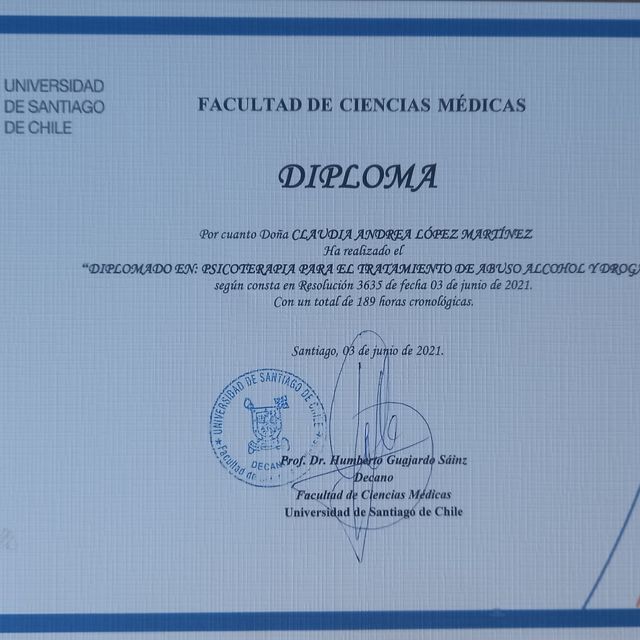 UNIVERSIDAD
DE SANTIAGO
DE CHILE
FACULTAD DE CIENCIAS MÉDICAS
DIPLOMA
Por cuanto Doña CLAUDIA ANDREA LÓPEZ MARTÍNEZ
Ha realizado el
“DIPLOMADO EN: PSICOTERAPIA PARA EL TRATAMIENTO DE ABUSO ALCOHOL Y DROGA
según consta en Resolución 3635 de fecha 03 de junio de 2021.
Con un total de 189 horas cronológicas.
Santiago, 03 de junio de 2021.
UNIVERSIDAD DE SANTIAGO DE CHILE
DECANO
Facultad de
Prof. Dr. Humberto Guajardo Sáinz
Decano
Facultad de Ciencias Médicas
Universidad de Santiago de Chile